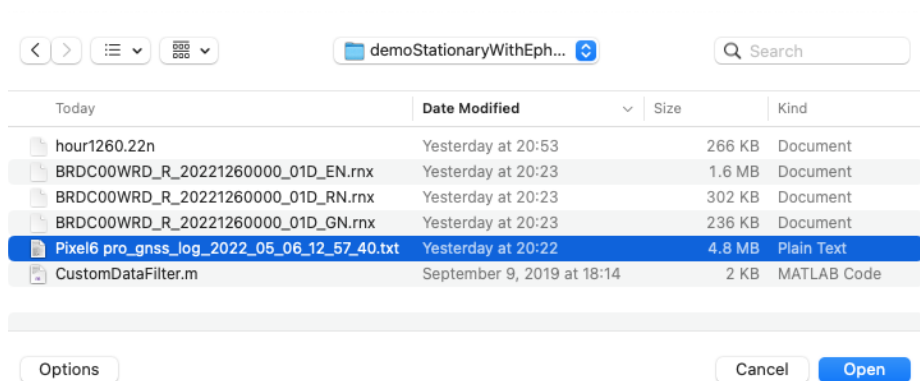 demoStationaryWithEph... Search
Today Date Modified Size Kind
hour1260.22n Yesterday at 20:53 266 KB Document
BRDC00WRD_R_20221260000_01D_EN.rnx Yesterday at 20:23 1.6 MB Document
BRDC00WRD_R_20221260000_01D_RN.rnx Yesterday at 20:23 302 KB Document
BRDC00WRD_R_20221260000_01D_GN.rnx Yesterday at 20:23 236 KB Document
Pixel6 pro_gnss_log_2022_05_06_12_57_40.txt Yesterday at 20:22 4.8 MB Plain Text
CustomDataFilter.m September 9, 2019 at 18:14 2 KB MATLAB Code
Options Cancel Open